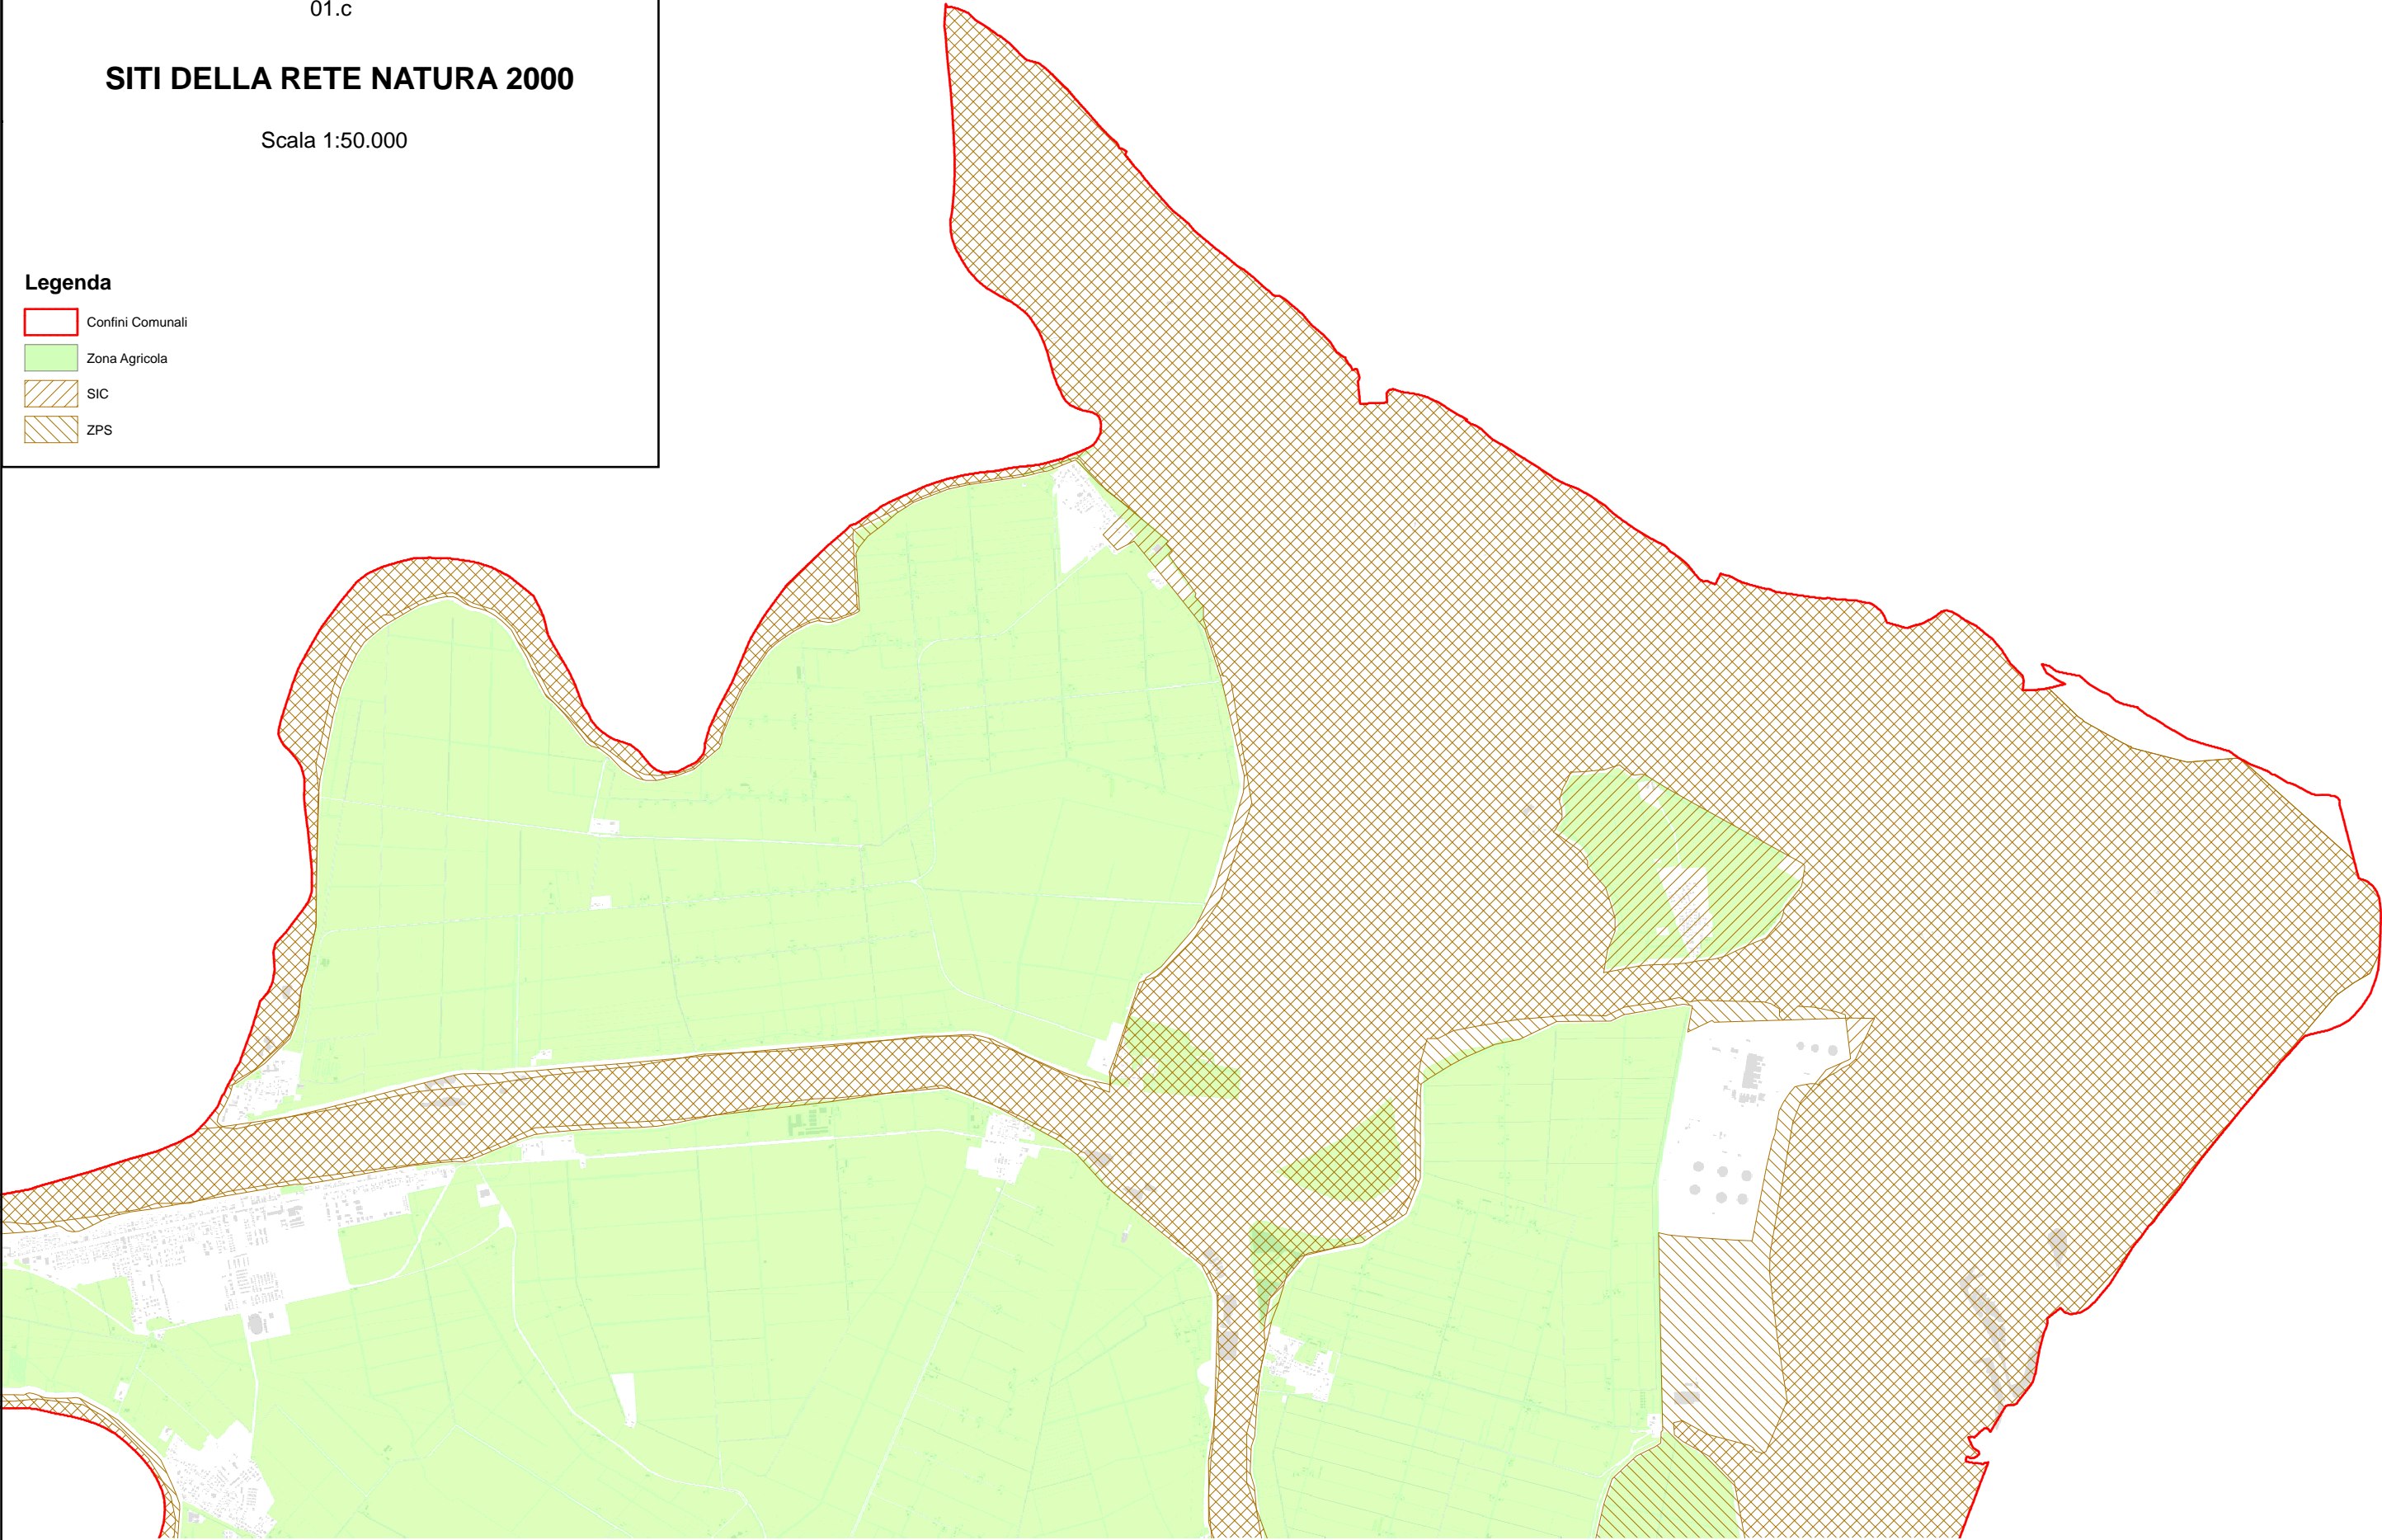 01.c
SITI DELLA RETE NATURA 2000
Scala 1:50.000
Legenda
Confini Comunali
Zona Agricola
SIC
ZPS